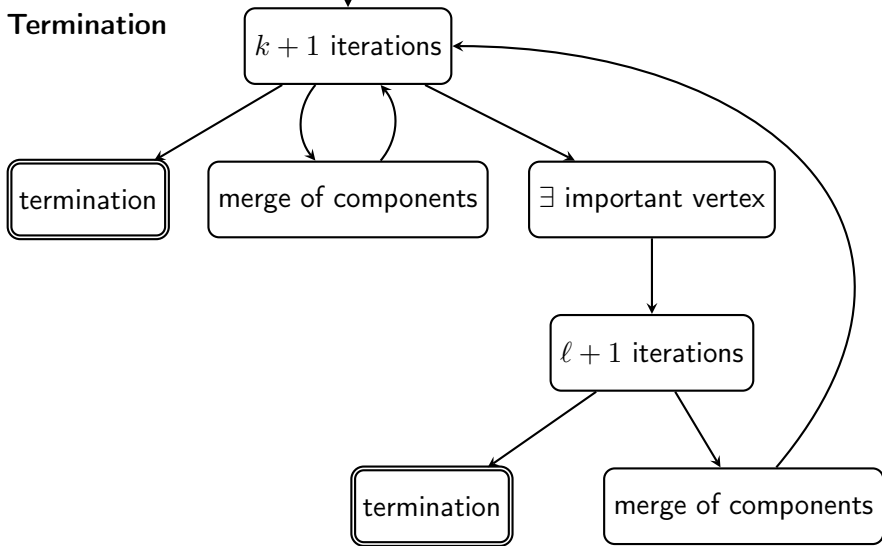 Termination
k + 1 iterations
termination
merge of components
∃ important vertex
ℓ + 1 iterations
termination
merge of components